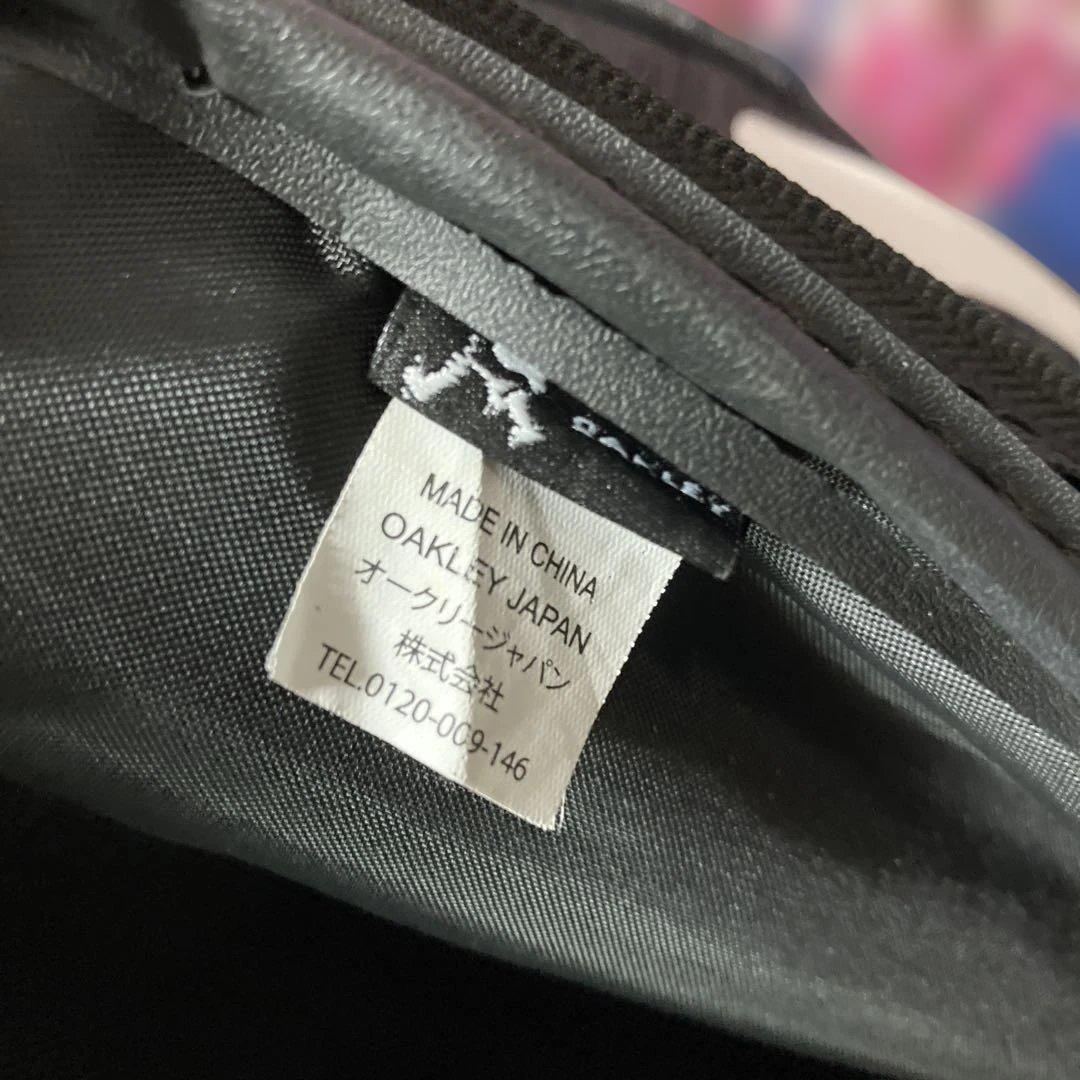 OAKLEY
MADE IN CHINA
OAKLEY JAPAN
オークリージャパン
株式会社
TEL.0120-009-146